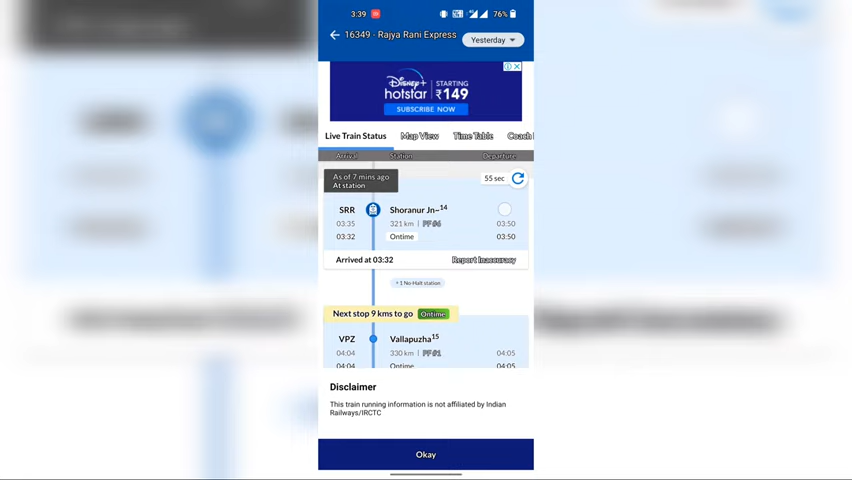 3:39 76%
16349 - Rajya Rani Express Yesterday
Disney+ hotstar STARTING ₹149
SUBSCRIBE NOW
Live Train Status Map View Time Table Coach
Arrival Station Departure
As of 7 mins ago 55 sec
At station
SRR Shoranur Jn~14
03:35 321 km | PF #6 03:50
03:32 Ontime 03:50
Arrived at 03:32 Report Inaccuracy
+ 1 No-Halt station
Next stop 9 kms to go Ontime
VPZ Vallapuzha15
04:04 330 km | PF #1 04:05
04:04 Ontime 04:05
Disclaimer
This train running information is not affiliated by Indian
Railways/IRCTC
Okay